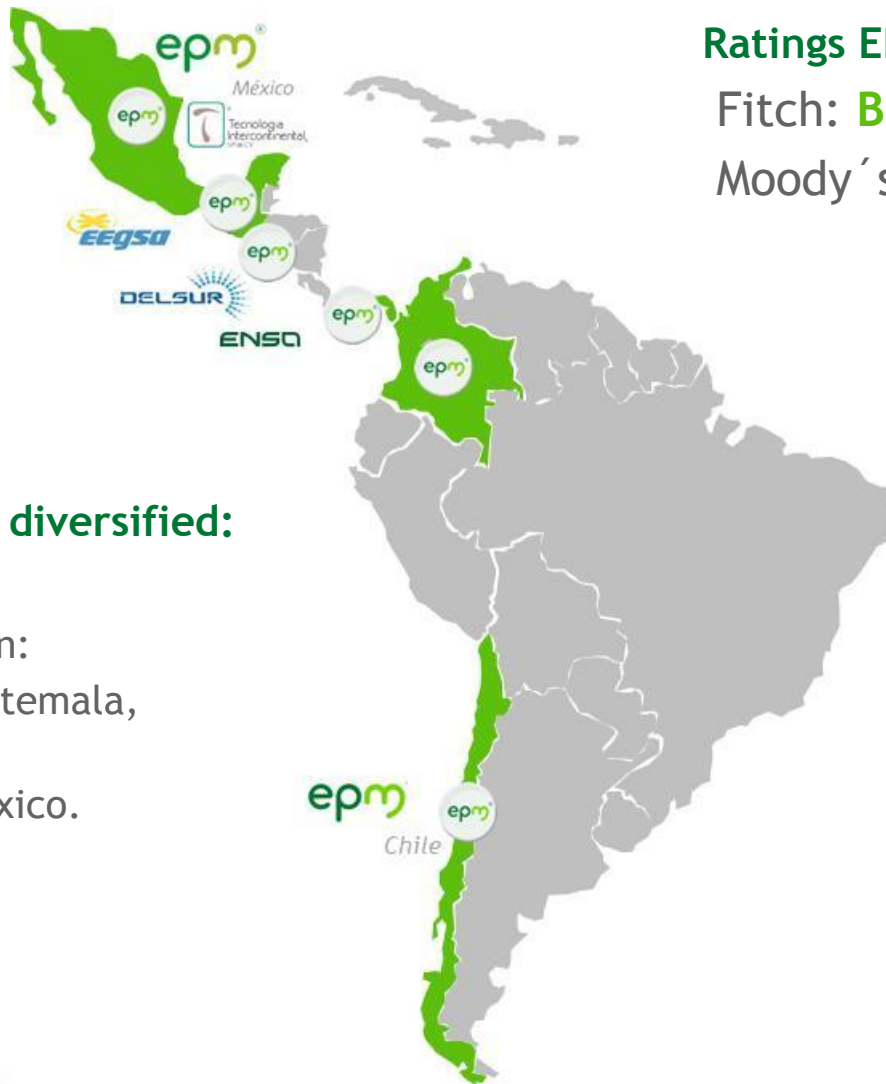 epm®
México
epm®
Tecnología
Intercontinental,
EEGSA
epm®
epm®
DELSUR
ENSA
epm®
epm®
Ratings E
Fitch: B
Moody´s
diversified:
n:
temala,
xico.
epm
Chile
epm®